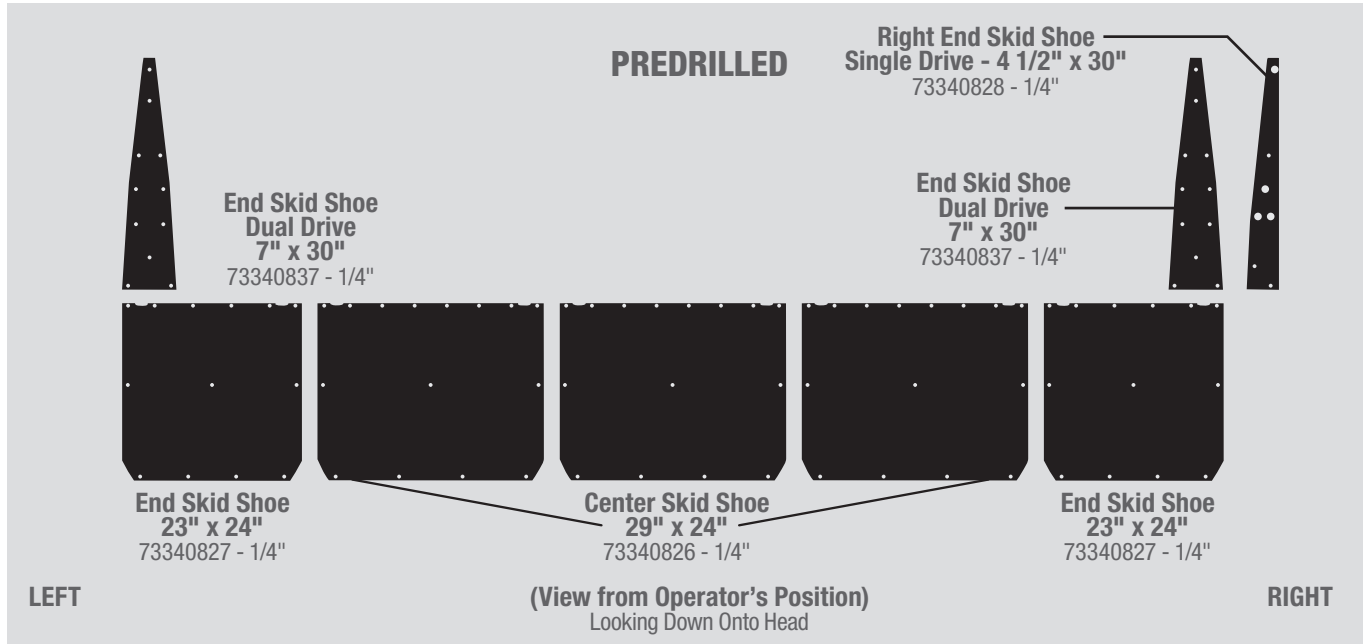 PREDRILLED
Right End Skid Shoe
Single Drive - 4 1/2" x 30"
73340828 - 1/4"
End Skid Shoe
Dual Drive
7" x 30"
73340837 - 1/4"
End Skid Shoe
Dual Drive
7" x 30"
73340837 - 1/4"
End Skid Shoe
23" x 24"
73340827 - 1/4"
Center Skid Shoe
29" x 24"
73340826 - 1/4"
End Skid Shoe
23" x 24"
73340827 - 1/4"
LEFT
(View from Operator’s Position)
Looking Down Onto Head
RIGHT